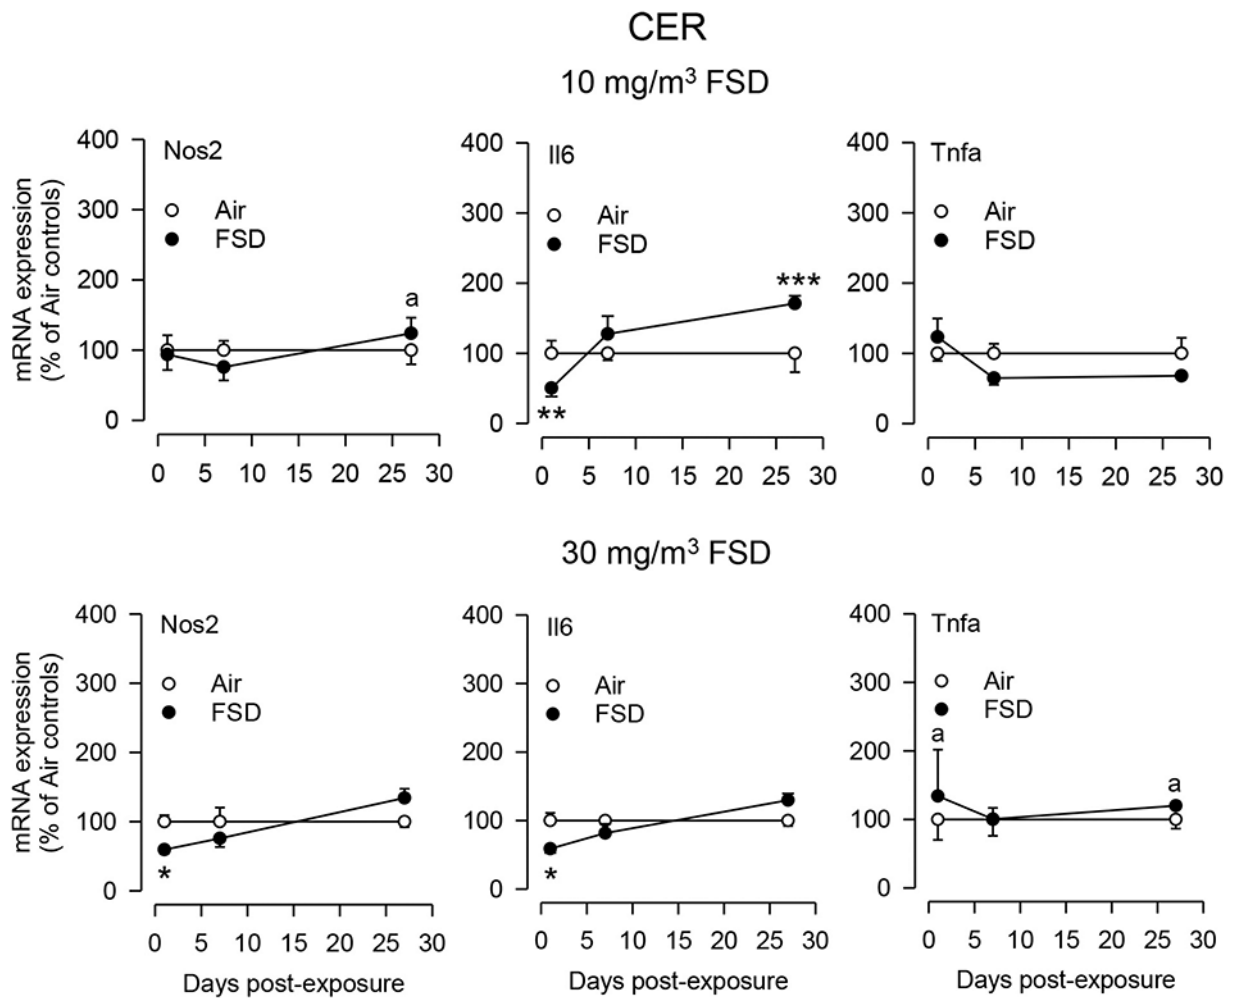 CER
10 mg/m³ FSD
mRNA expression
(% of Air controls)
400
300
200
100
0
Nos2
Air
FSD
a
0 5 10 15 20 25 30
400
300
200
100
0
Il6
Air
FSD
**
***
0 5 10 15 20 25 30
400
300
200
100
0
Tnfa
Air
FSD
0 5 10 15 20 25 30
30 mg/m³ FSD
mRNA expression
(% of Air controls)
400
300
200
100
0
Nos2
Air
FSD
*
0 5 10 15 20 25 30
Days post-exposure
400
300
200
100
0
Il6
Air
FSD
*
0 5 10 15 20 25 30
Days post-exposure
400
300
200
100
0
Tnfa
Air
FSD
a
a
0 5 10 15 20 25 30
Days post-exposure